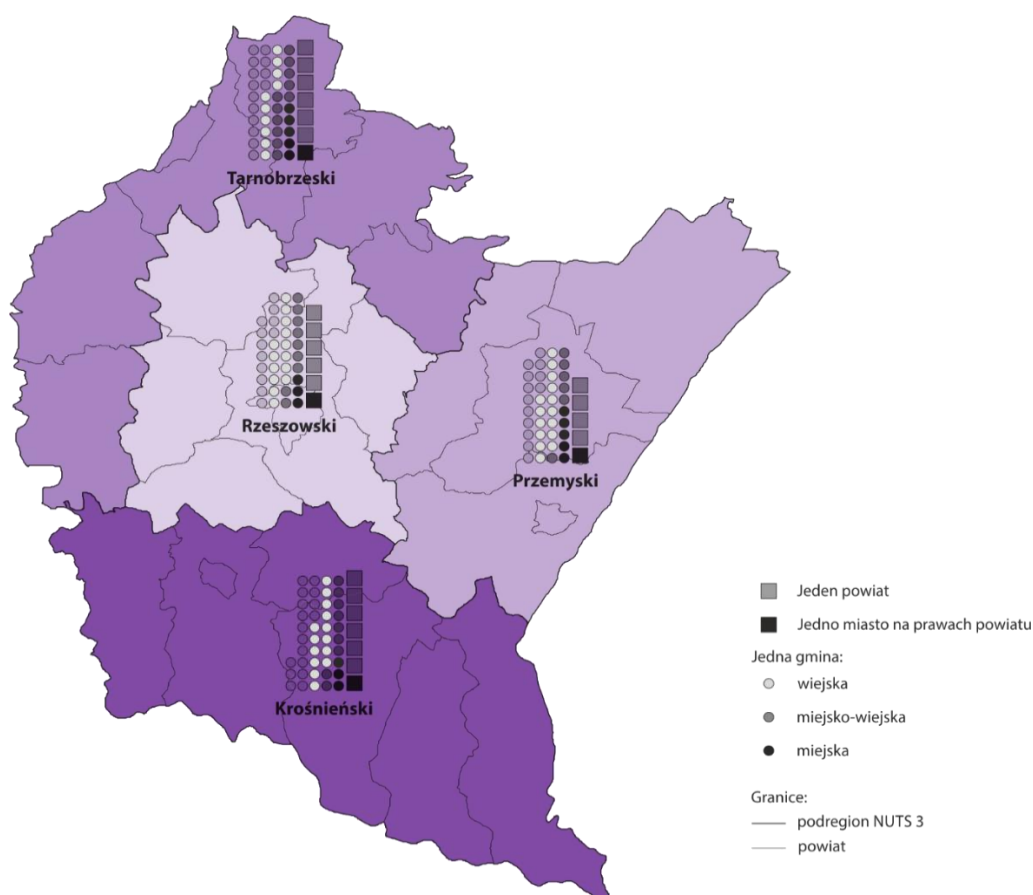 Tarnobrzeski
Rzeszowski
Przemyski
Krośnieński
Jeden powiat
Jedno miasto na prawach powiatu
Jedna gmina:
wiejska
miejsko-wiejska
miejska
Granice:
podregion NUTS 3
powiat